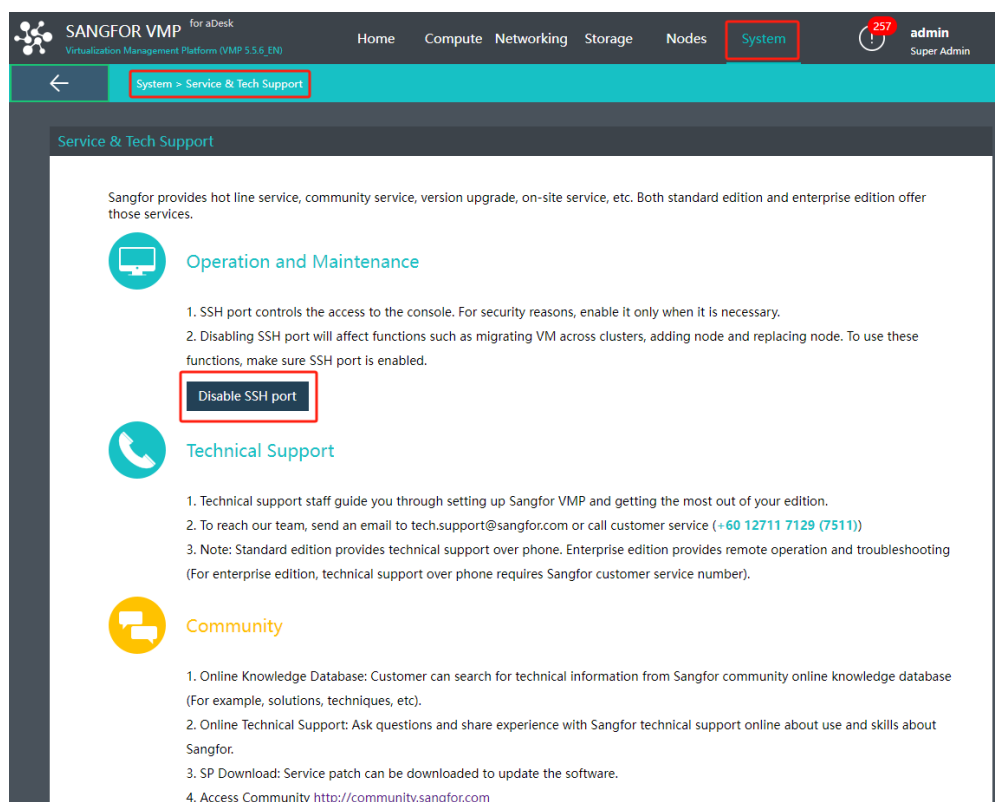 SANGFOR VMP for aDesk
Virtualization Management Platform (VMP 5.5.6_EN)
Home Compute Networking Storage Nodes System
257
admin
Super Admin
System > Service & Tech Support
Service & Tech Support
Sangfor provides hot line service, community service, version upgrade, on-site service, etc. Both standard edition and enterprise edition offer
those services.
Operation and Maintenance
1. SSH port controls the access to the console. For security reasons, enable it only when it is necessary.
2. Disabling SSH port will affect functions such as migrating VM across clusters, adding node and replacing node. To use these
functions, make sure SSH port is enabled.
Disable SSH port
Technical Support
1. Technical support staff guide you through setting up Sangfor VMP and getting the most out of your edition.
2. To reach our team, send an email to tech.support@sangfor.com or call customer service (+60 12711 7129 (7511))
3. Note: Standard edition provides technical support over phone. Enterprise edition provides remote operation and troubleshooting
(For enterprise edition, technical support over phone requires Sangfor customer service number).
Community
1. Online Knowledge Database: Customer can search for technical information from Sangfor community online knowledge database
(For example, solutions, techniques, etc).
2. Online Technical Support: Ask questions and share experience with Sangfor technical support online about use and skills about
Sangfor.
3. SP Download: Service patch can be downloaded to update the software.
4. Access Community http://community.sangfor.com